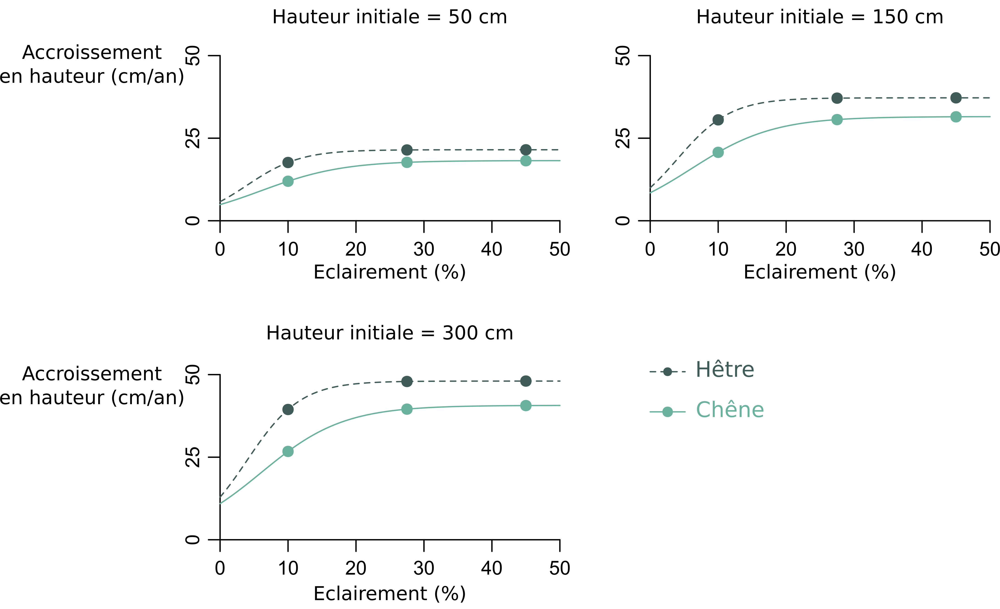 Hauteur initiale = 50 cm
Accroissement
en hauteur (cm/an)
50
25
0
0 10 20 30 40 50
Eclairement (%)
Hauteur initiale = 150 cm
50
25
0
0 10 20 30 40 50
Eclairement (%)
Hauteur initiale = 300 cm
Accroissement
en hauteur (cm/an)
50
25
0
0 10 20 30 40 50
Eclairement (%)
Hêtre
Chêne